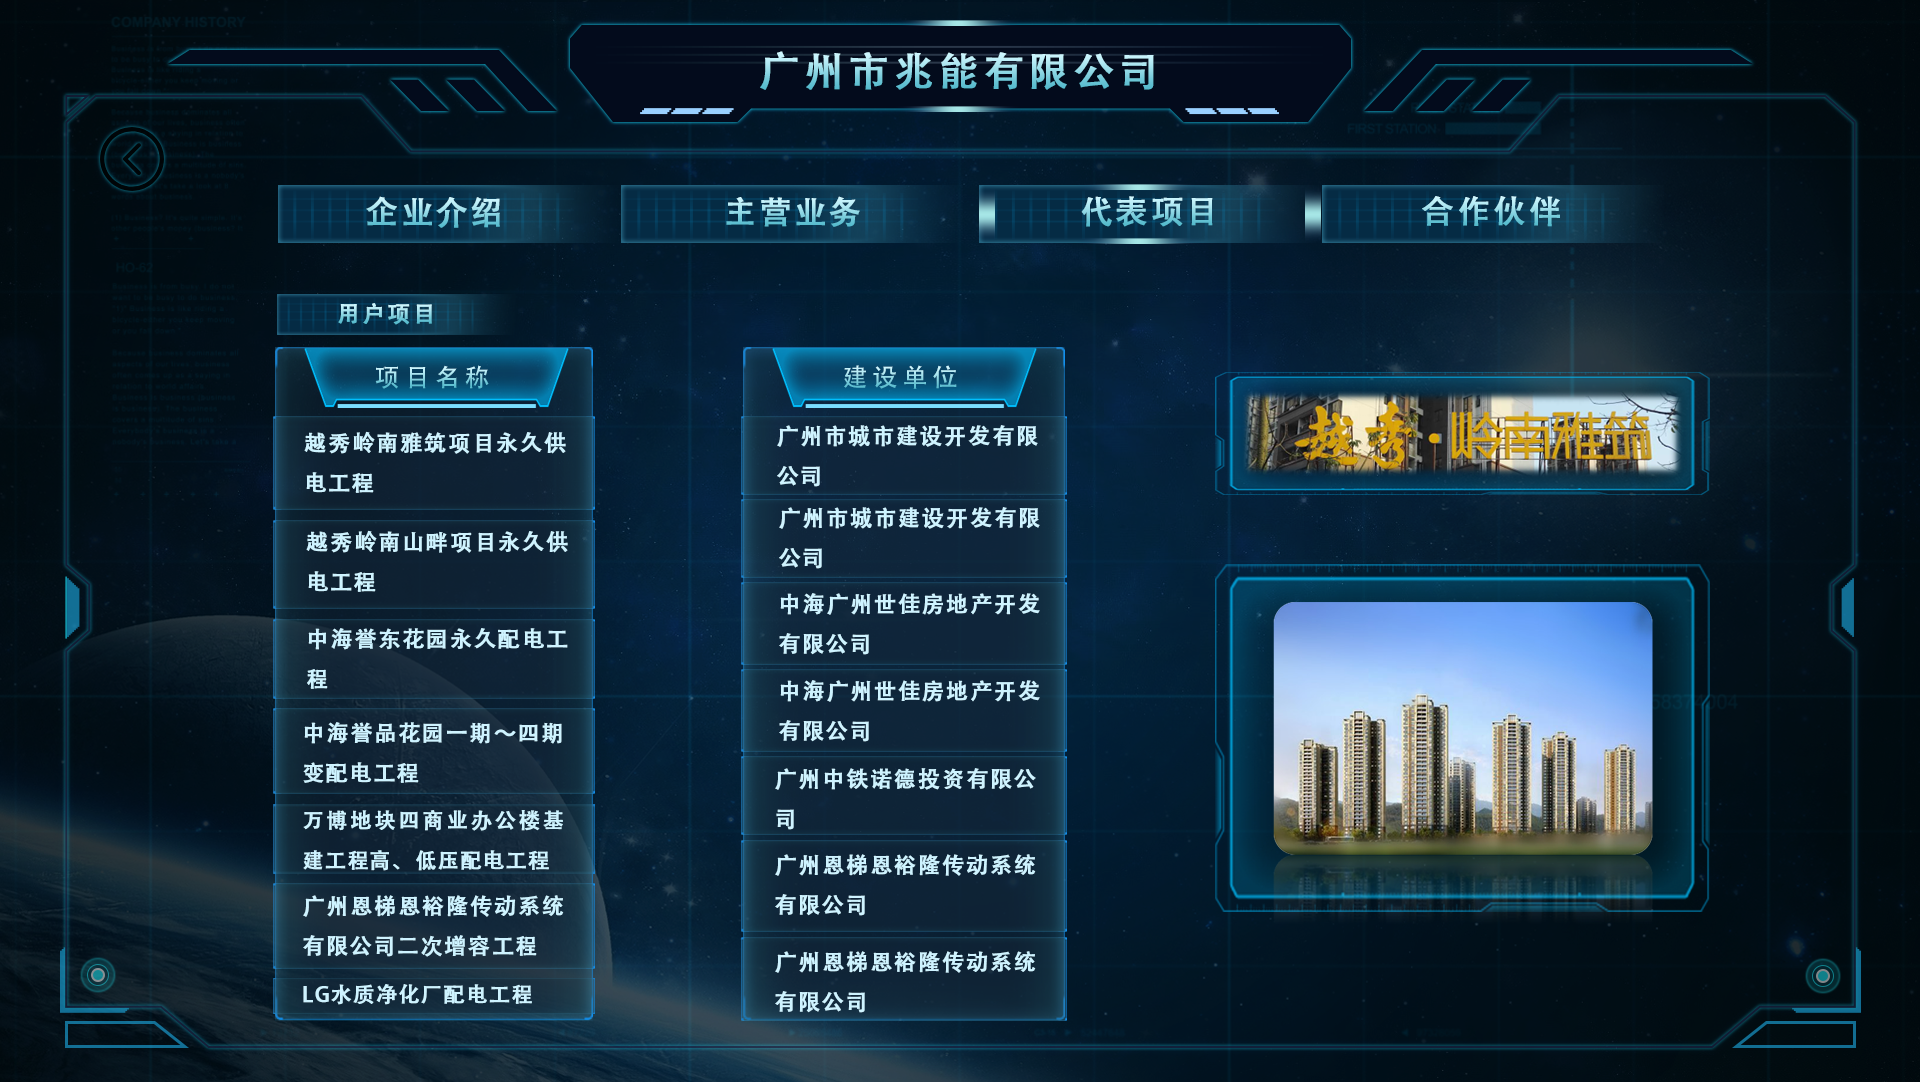 COMPANY HISTORY
广州市兆能有限公司
FIRST STATION
企业介绍
主营业务
代表项目
合作伙伴
HO-62
用户项目
项目名称
越秀岭南雅筑项目永久供
电工程
越秀岭南山畔项目永久供
电工程
中海誉东花园永久配电工
程
中海誉品花园一期～四期
变配电工程
万博地块四商业办公楼基
建工程高、低压配电工程
广州恩梯恩裕隆传动系统
有限公司二次增容工程
LG水质净化厂配电工程
建设单位
广州市城市建设开发有限
公司
广州市城市建设开发有限
公司
中海广州世佳房地产开发
有限公司
中海广州世佳房地产开发
有限公司
广州中铁诺德投资有限公
司
广州恩梯恩裕隆传动系统
有限公司
广州恩梯恩裕隆传动系统
有限公司
越秀·岭南雅筑